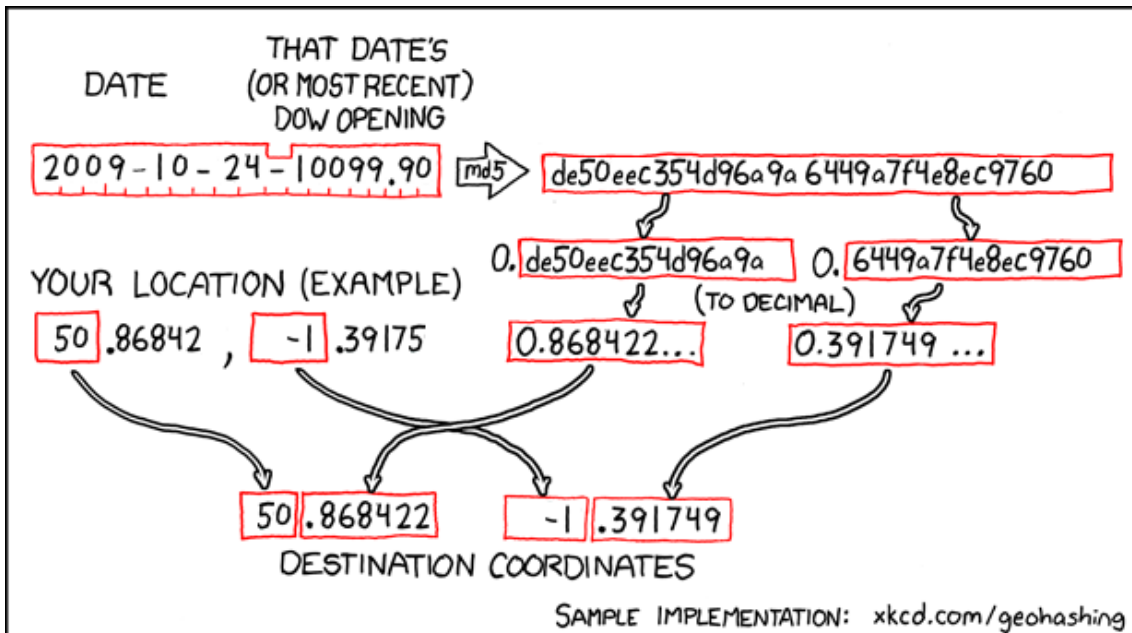 DATE
THAT DATE'S
(OR MOST RECENT)
DOW OPENING
2009-10-24-10099.90
md5
de50eec354d96a9a6449a7f4e8ec9760
0.de50eec354d96a9a
0.6449a7f4e8ec9760
(TO DECIMAL)
YOUR LOCATION (EXAMPLE)
50.86842, -1.39175
0.868422...
0.391749...
50.868422
-1.391749
DESTINATION COORDINATES
SAMPLE IMPLEMENTATION: xkcd.com/geohashing